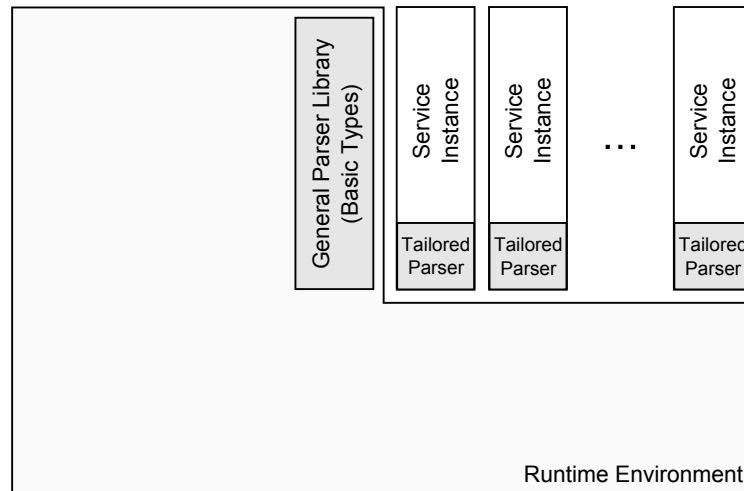 General Parser Library
(Basic Types)
Service
Instance
Tailored
Parser
Service
Instance
Tailored
Parser
...
Service
Instance
Tailored
Parser
Runtime Environment